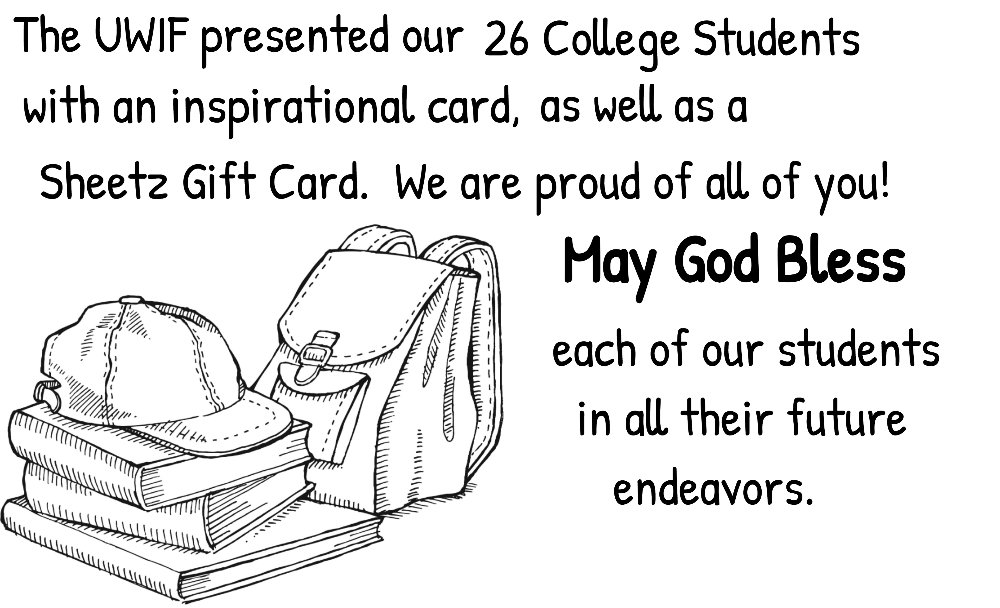 The UWIF presented our 26 College Students
with an inspirational card, as well as a
Sheetz Gift Card. We are proud of all of you!
May God Bless
each of our students
in all their future
endeavors.